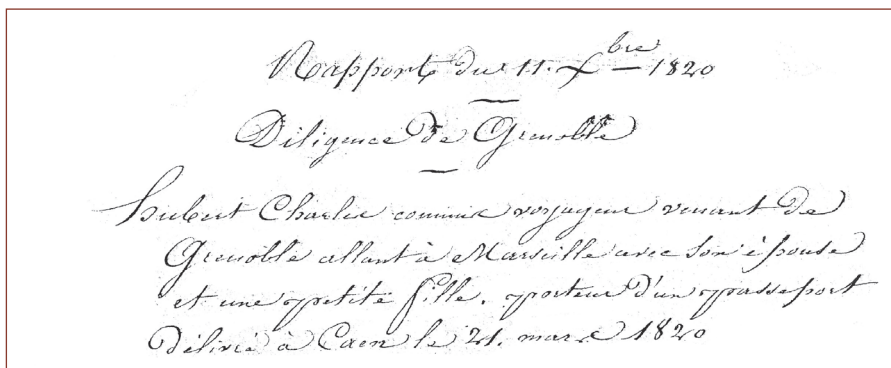 Rapport du 11. Xbre 1820
Diligence de Grenoble
hubert Charles commis voyageur venant de
Grenoble allant à Marseille avec Son épouse
et une petite fille. porteur d'un passeport
délivré à Caen le 21. mars 1820